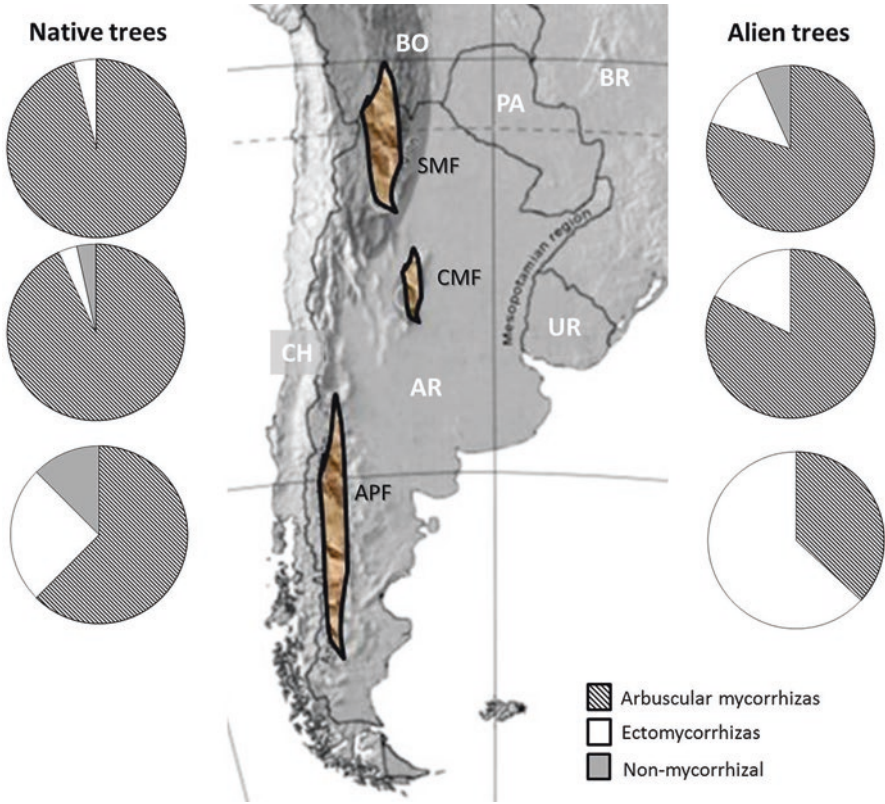 Native trees
Alien trees
BO
BR
PA
SMF
CMF
Mesopotamian region
UR
CH
AR
APF
Arbuscular mycorrhizas
Ectomycorrhizas
Non-mycorrhizal